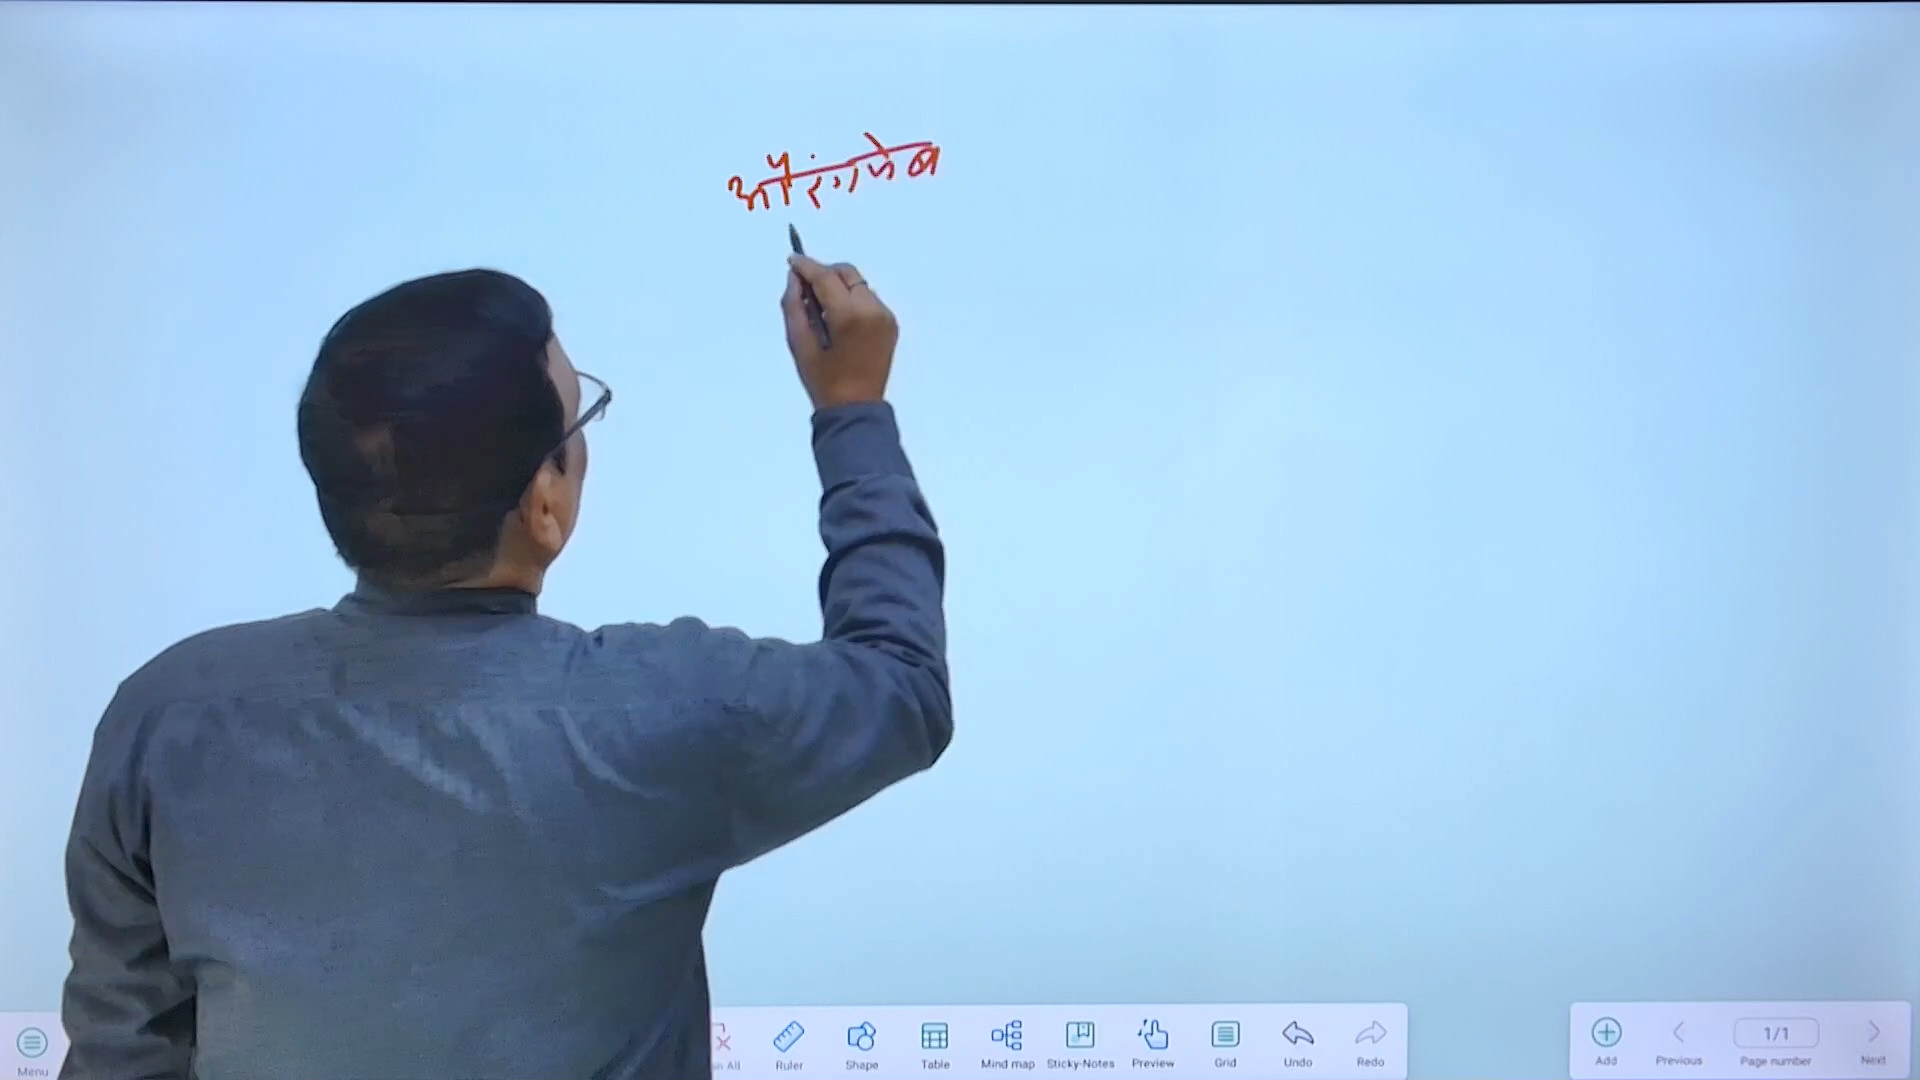 औरंगजेब
Menu
Ruler
Shape
Table
Mind map
Sticky-Notes
Preview
Grid
Undo
Redo
Add
Previous
1/1
Page number
Next